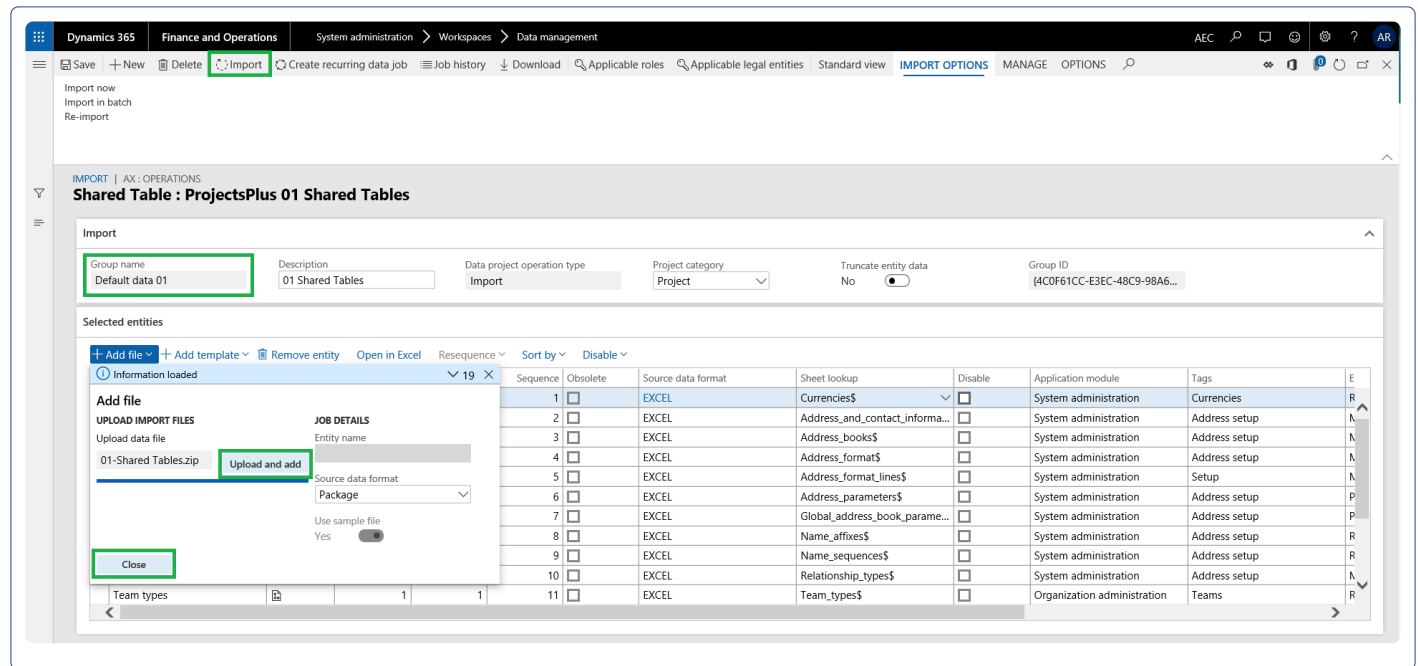 Dynamics 365 Finance and Operations System administration Workspaces Data management AEC ? AR
Save New Delete Import Create recurring data job Job history Download Applicable roles Applicable legal entities Standard view IMPORT OPTIONS MANAGE OPTIONS 0
Import now
Import in batch
Re-import
IMPORT | AX : OPERATIONS
Shared Table : ProjectsPlus 01 Shared Tables
Import
Group name Description Data project operation type Project category Truncate entity data Group ID
Default data 01 01 Shared Tables Import Project No {4C0F61CC-E3EC-48C9-98A6...
Selected entities
+ Add file + Add template Remove entity Open in Excel Resequence Sort by Disable
Information loaded 19
Sequence Obsolete Source data format Sheet lookup Disable Application module Tags E
Add file
UPLOAD IMPORT FILES JOB DETAILS
Upload data file Entity name
01-Shared Tables.zip Upload and add
Source data format
Package
Use sample file
Yes
Close
1 EXCEL Currencies$ System administration Currencies R
2 EXCEL Address_and_contact_informa... System administration Address setup
3 EXCEL Address_books$ System administration Address setup
4 EXCEL Address_format$ System administration Address setup
5 EXCEL Address_format_lines$ System administration Setup
6 EXCEL Address_parameters$ System administration Address setup P
7 EXCEL Global_address_book_parame... System administration Address setup P
8 EXCEL Name_affixes$ System administration Address setup R
9 EXCEL Name_sequences$ System administration Address setup R
10 EXCEL Relationship_types$ System administration Address setup
Team types 1 1 11 EXCEL Team_types$ Organization administration Teams R